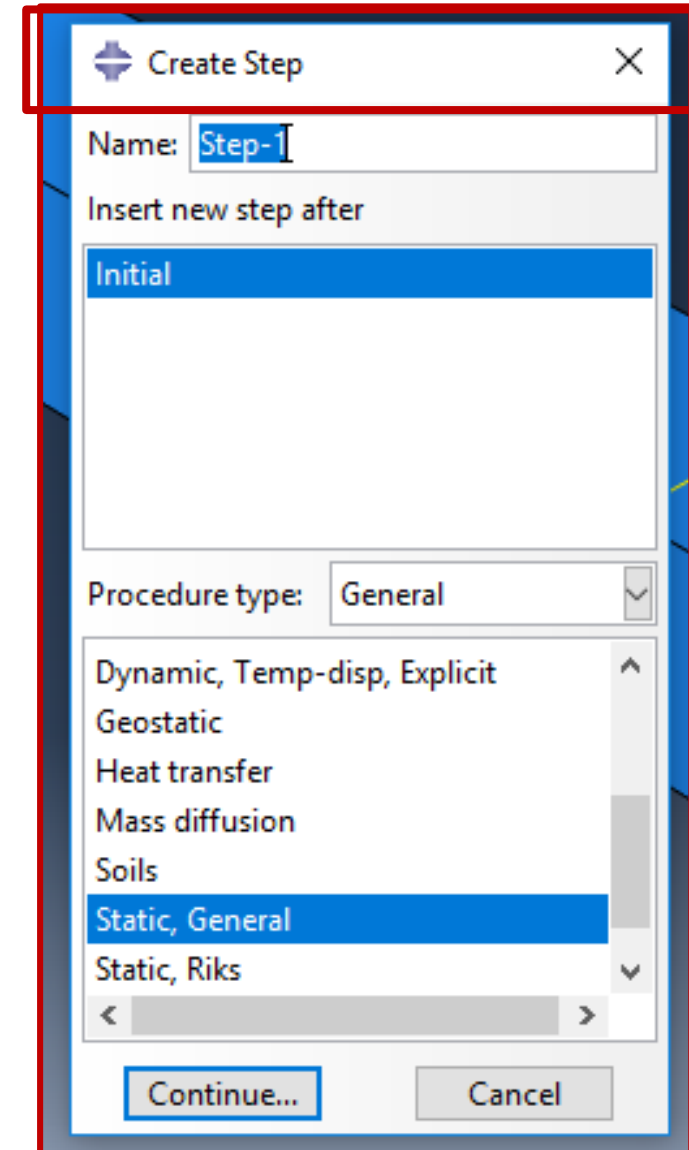 Create Step
Name: Step-1
Insert new step after
Initial
Procedure type: General
Dynamic, Temp-disp, Explicit
Geostatic
Heat transfer
Mass diffusion
Soils
Static, General
Static, Riks
Continue... Cancel